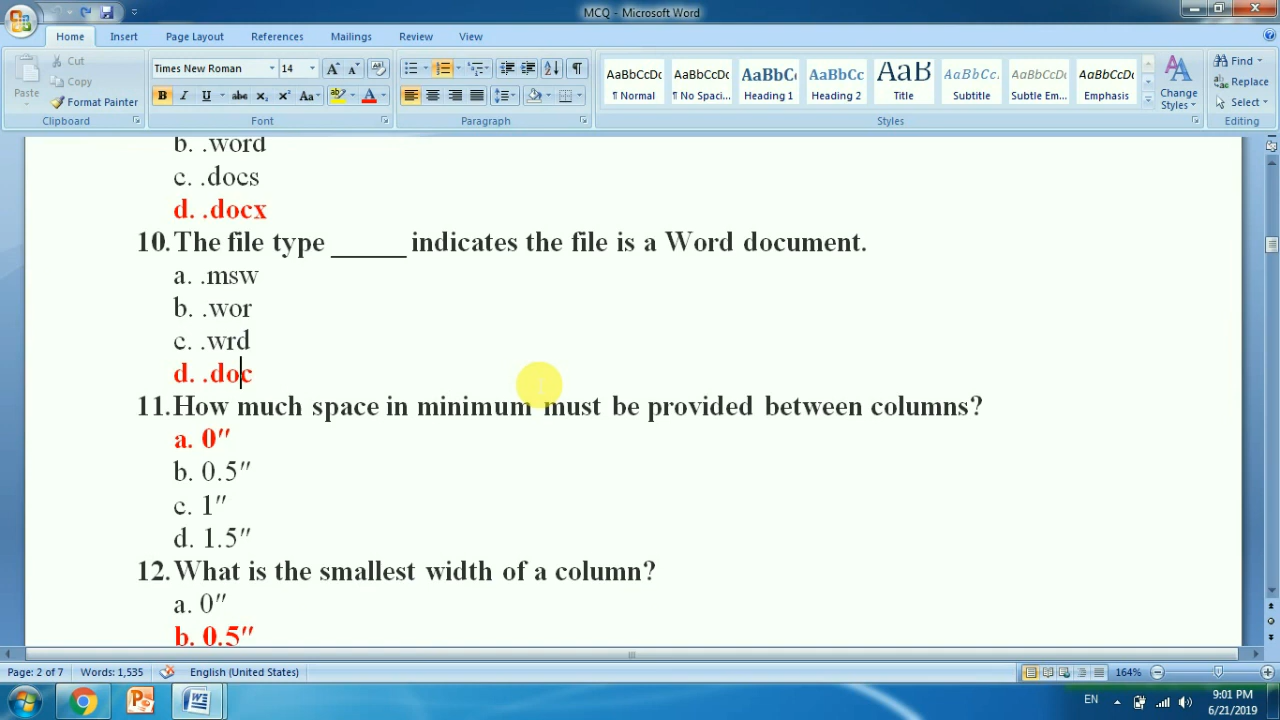 MCQ - Microsoft Word
Home Insert Page Layout References Mailings Review View
Paste
Cut
Copy
Format Painter
Clipboard
Times New Roman 14
B I U abc x₂ x² Aa
Font
Paragraph
AaBbCcDc AaBbCcDc AaBbC AaBbCc AaB AaBbCc. AaBbCcDc AaBbCcDc
¶ Normal ¶ No Spaci... Heading 1 Heading 2 Title Subtitle Subtle Em... Emphasis
Change Styles
Styles
Find
Replace
Select
Editing
b. .word
c. .docs
d. .docx
10. The file type ______ indicates the file is a Word document.
a. .msw
b. .wor
c. .wrd
d. .doc
11. How much space in minimum must be provided between columns?
a. 0″
b. 0.5″
c. 1″
d. 1.5″
12. What is the smallest width of a column?
a. 0″
b. 0.5″
Page: 2 of 7 Words: 1,535 English (United States) 164%
EN 9:01 PM
6/21/2019